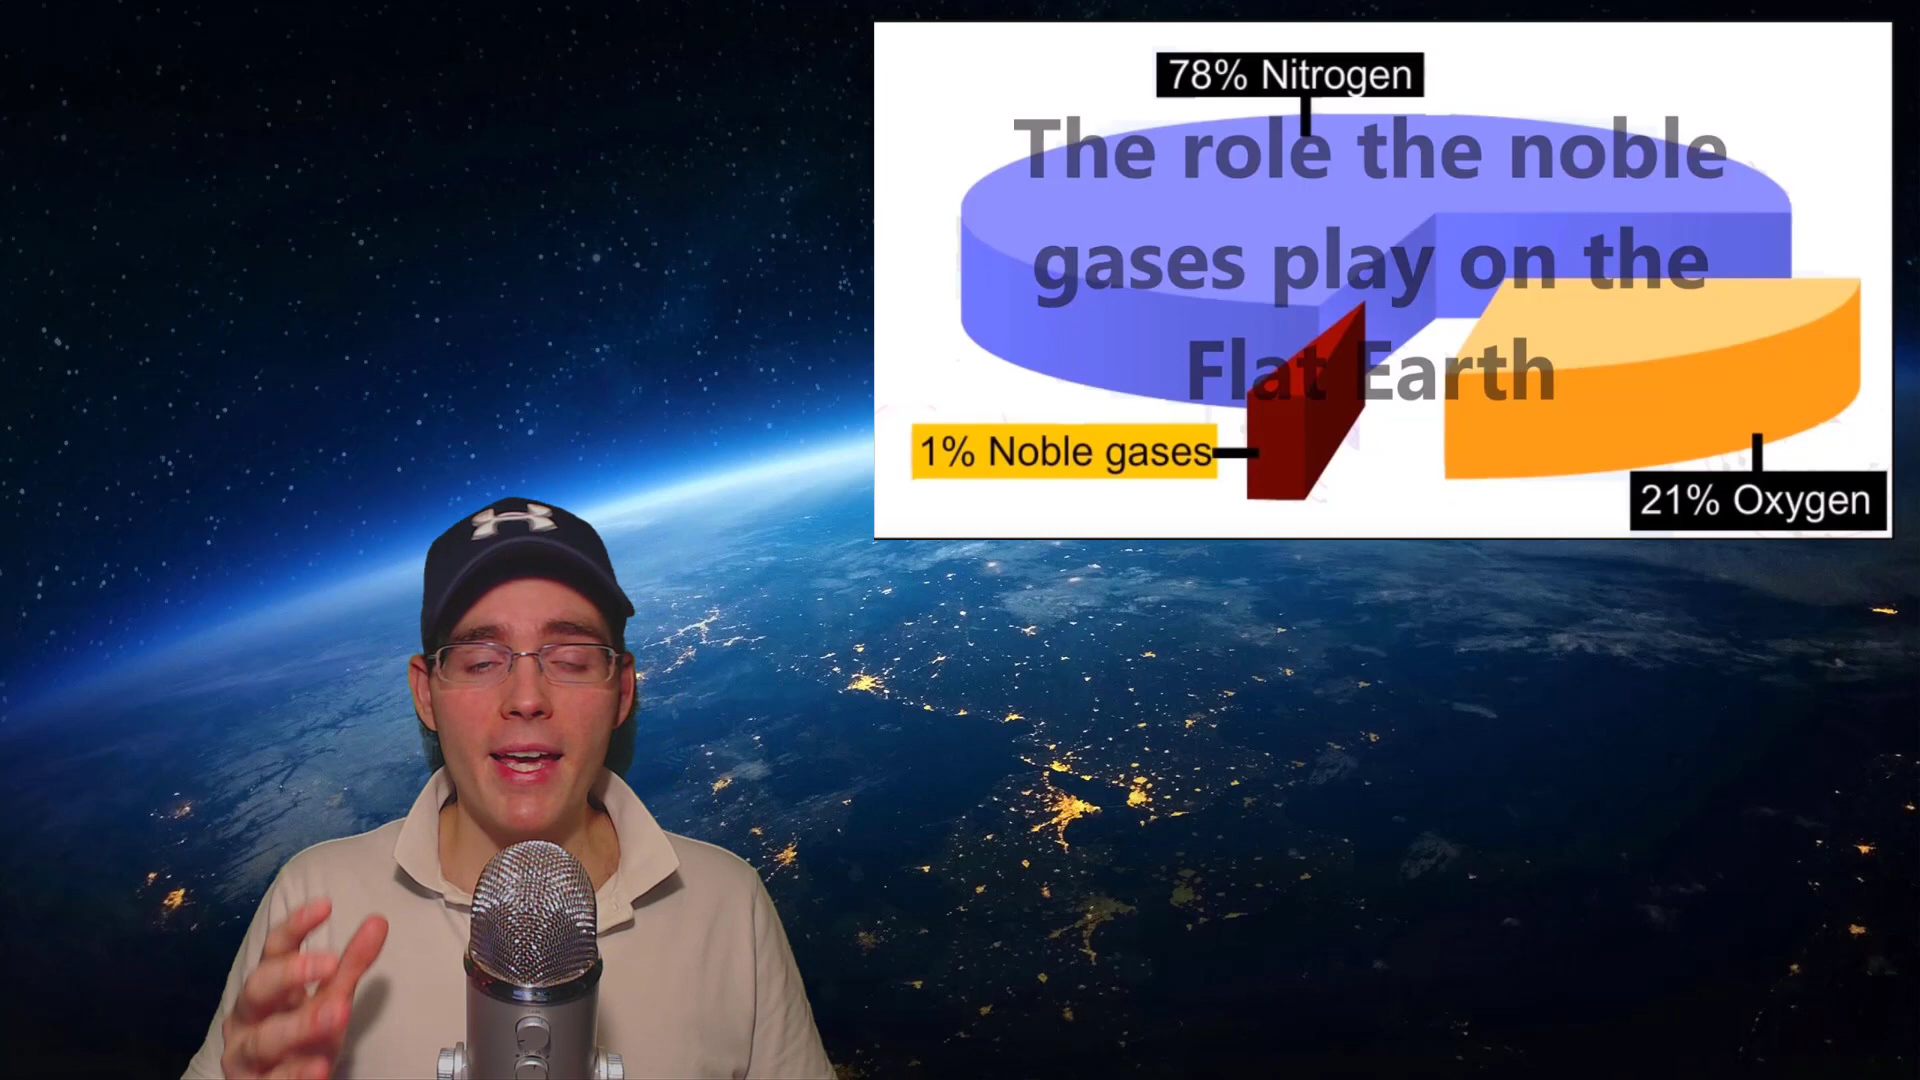 78% Nitrogen
The role the noble
gases play on the
Flat Earth
1% Noble gases
21% Oxygen